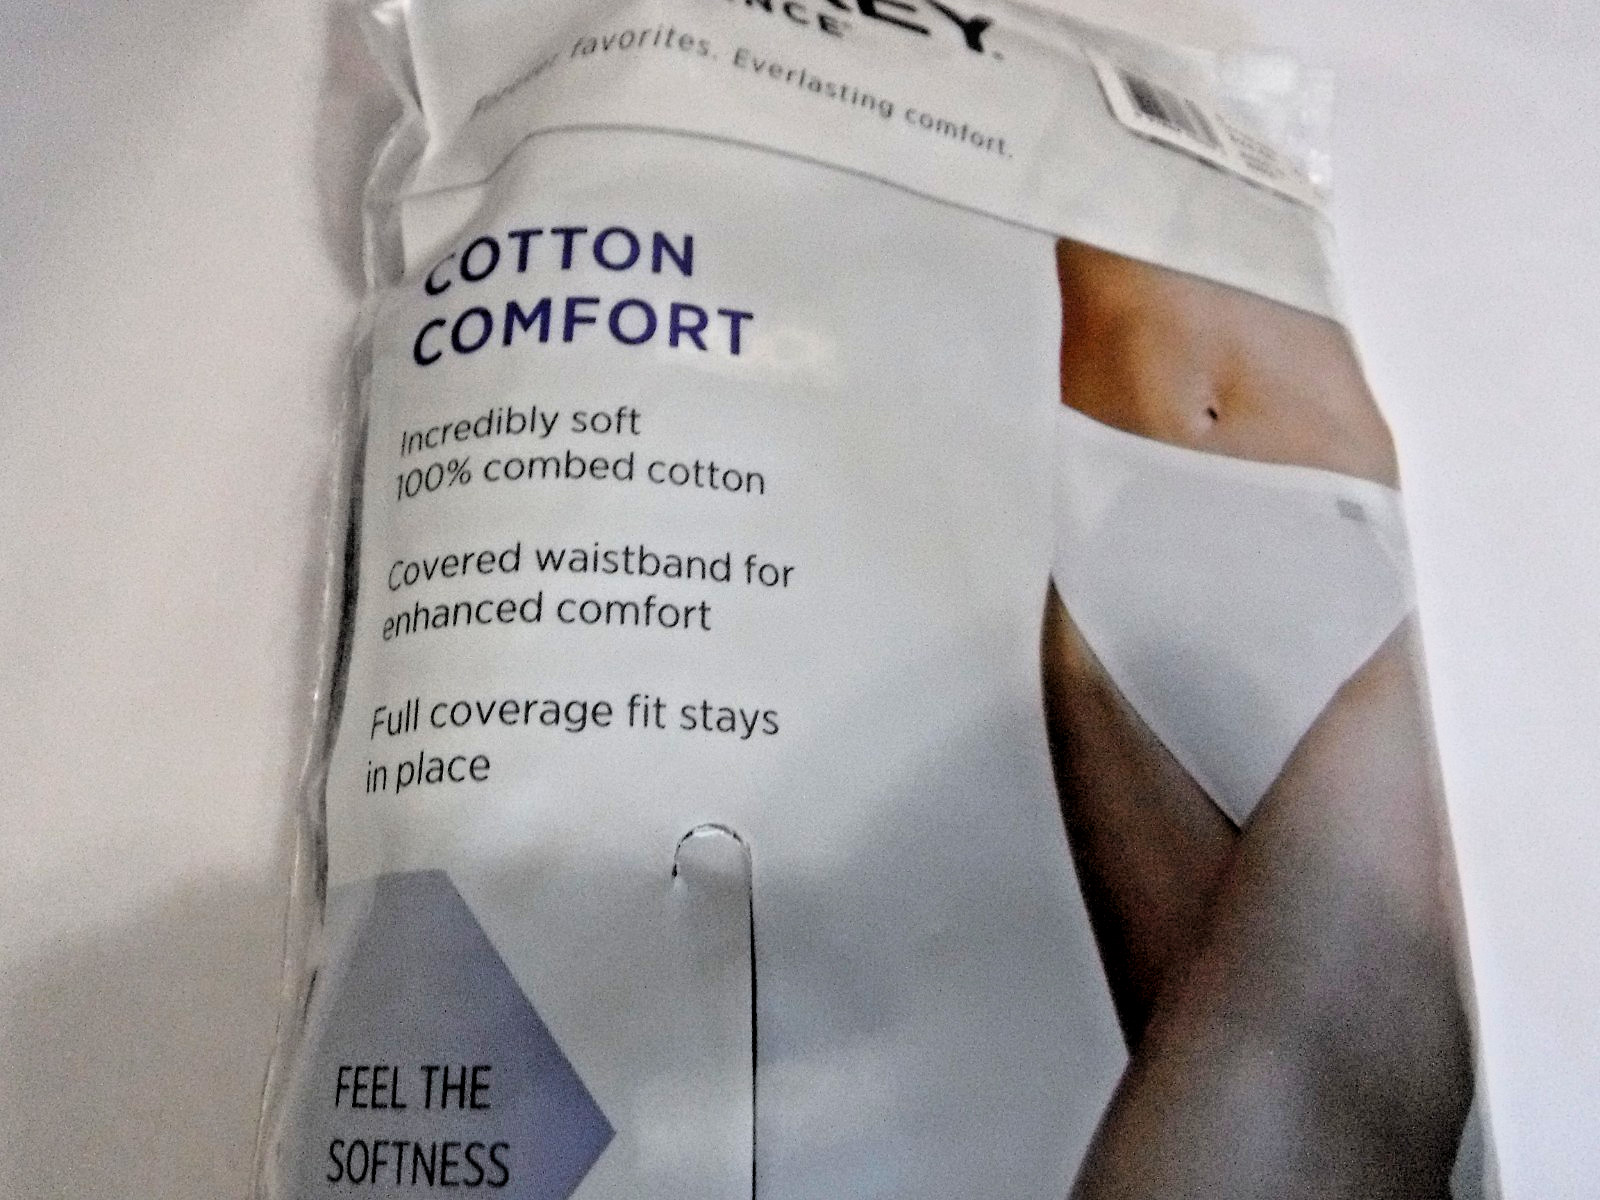 favorites. Everlasting comfort.
COTTON
COMFORT
Incredibly soft
100% combed cotton
Covered waistband for
enhanced comfort
Full coverage fit stays
in place
FEEL THE
SOFTNESS